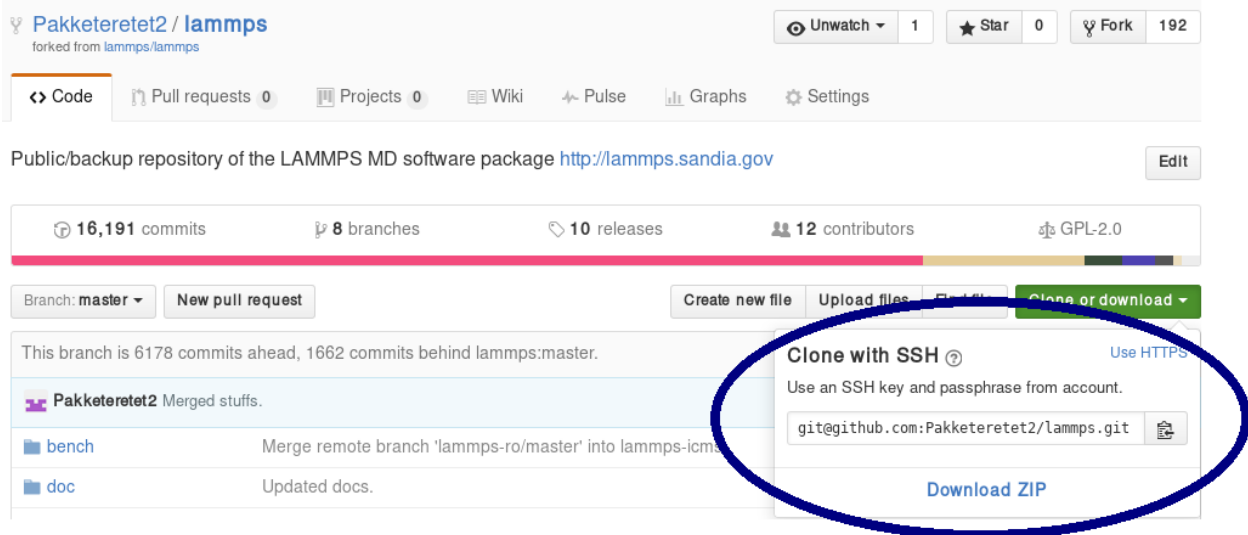 Pakketeretet2 / lammps
forked from lammps/lammps
Unwatch 1 Star 0 Fork 192
Code Pull requests 0 Projects 0 Wiki Pulse Graphs Settings
Public/backup repository of the LAMMPS MD software package http://lammps.sandia.gov Edit
16,191 commits 8 branches 10 releases 12 contributors GPL-2.0
Branch: master New pull request Create new file Upload files Find file Clone or download
This branch is 6178 commits ahead, 1662 commits behind lammps:master.
Pakketeretet2 Merged stuffs.
bench Merge remote branch 'lammps-ro/master' into lammps-icms
doc Updated docs.
Clone with SSH ?
Use HTTPS
Use an SSH key and passphrase from account.
git@github.com:Pakketeretet2/lammps.git
Download ZIP